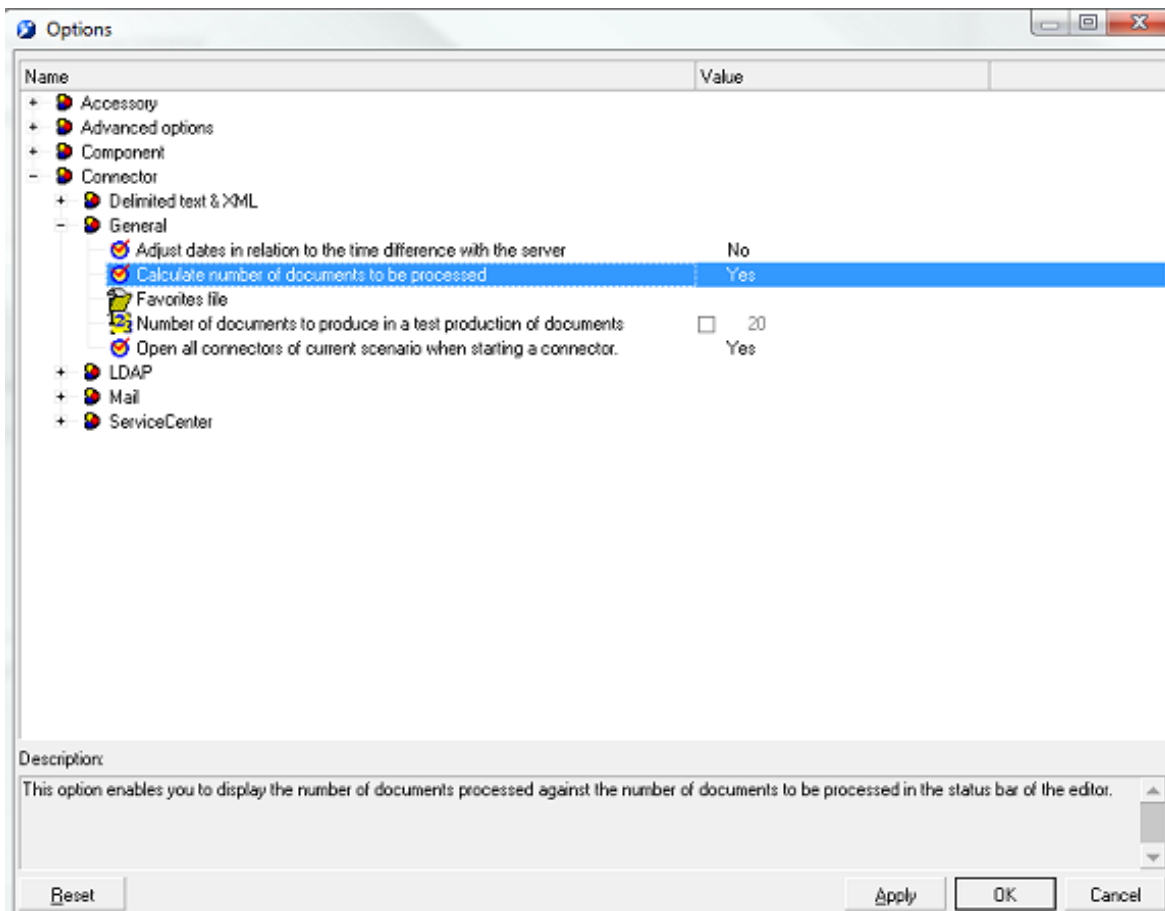 Options
Name Value
Accessory
Advanced options
Component
Connector
Delimited text & XML
General
Adjust dates in relation to the time difference with the server No
Calculate number of documents to be processed Yes
Favorites file
Number of documents to produce in a test production of documents 20
Open all connectors of current scenario when starting a connector. Yes
LDAP
Mail
ServiceCenter
Description:
This option enables you to display the number of documents processed against the number of documents to be processed in the status bar of the editor.
Reset Apply OK Cancel